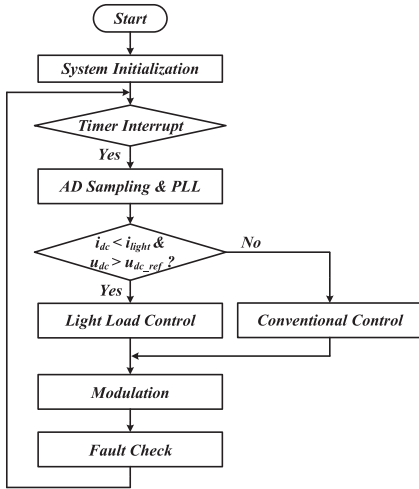 Start
System Initialization
Timer Interrupt
Yes
AD Sampling & PLL
i_dc < i_light &
u_dc > u_dc_ref ?
No
Yes
Light Load Control
Conventional Control
Modulation
Fault Check